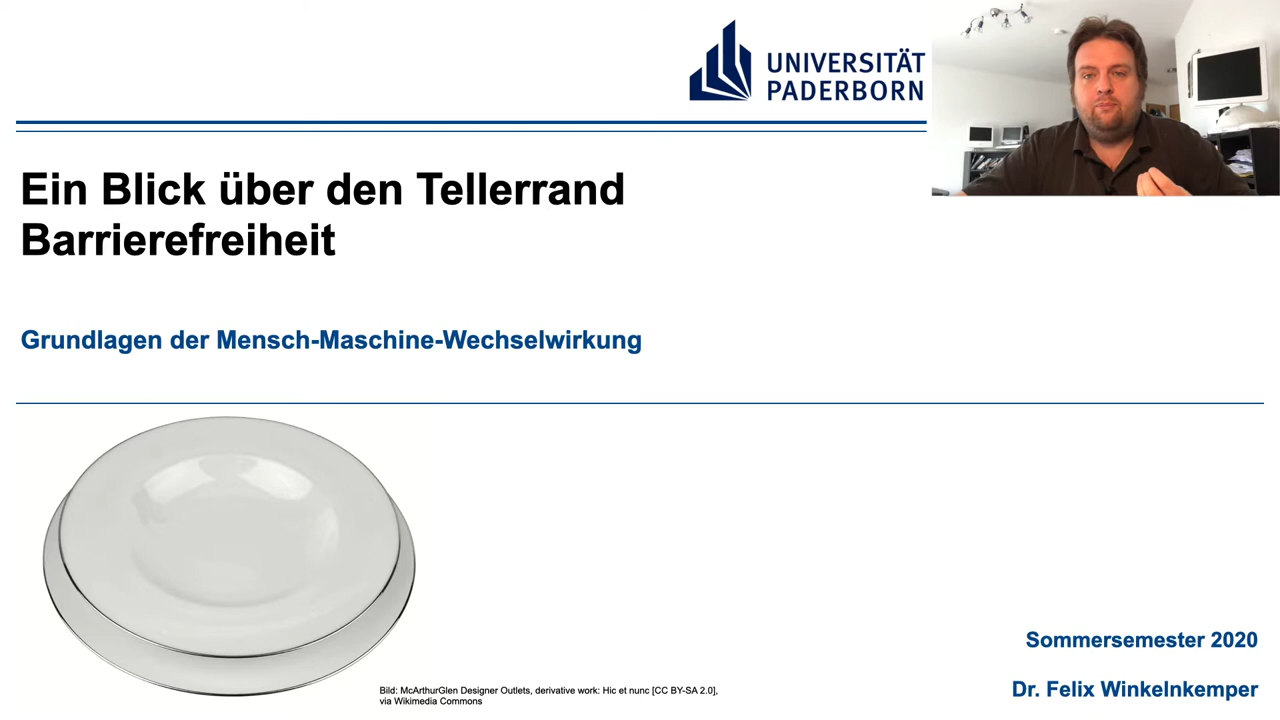 UNIVERSITÄT
PADERBORN
Ein Blick über den Tellerrand
Barrierefreiheit
Grundlagen der Mensch-Maschine-Wechselwirkung
Bild: McArthurGlen Designer Outlets, derivative work: Hic et nunc [CC BY-SA 2.0],
via Wikimedia Commons
Sommersemester 2020
Dr. Felix Winkelnkemper